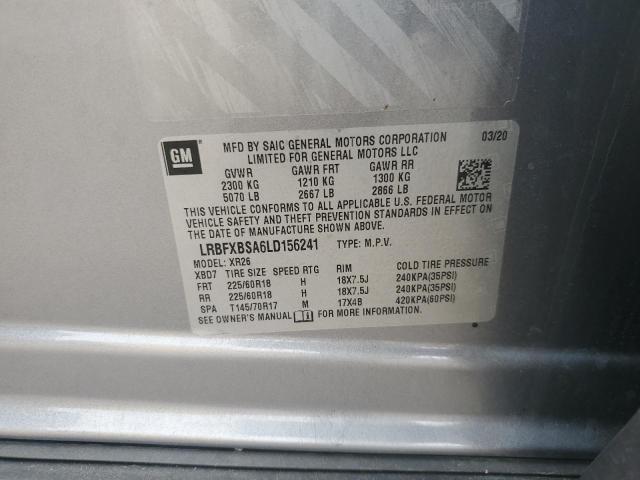 GM
MFD BY SAIC GENERAL MOTORS CORPORATION 03/20
LIMITED FOR GENERAL MOTORS LLC
GVWR GAWR FRT GAWR RR
2300 KG 1210 KG 1300 KG
5070 LB 2667 LB 2866 LB
THIS VEHICLE CONFORMS TO ALL APPLICABLE U.S. FEDERAL MOTOR
VEHICLE SAFETY AND THEFT PREVENTION STANDARDS IN EFFECT ON
THE DATE OF MANUFACTURE SHOWN ABOVE.
LRBFXBSA6LD156241 TYPE: M.P.V.
MODEL: XR26
XBD7 TIRE SIZE SPEED RTG RIM COLD TIRE PRESSURE
FRT 225/60R18 H 18X7.5J 240KPA(35PSI)
RR 225/60R18 H 18X7.5J 240KPA(35PSI)
SPA T145/70R17 M 17X4B 420KPA(60PSI)
SEE OWNER'S MANUAL FOR MORE INFORMATION.